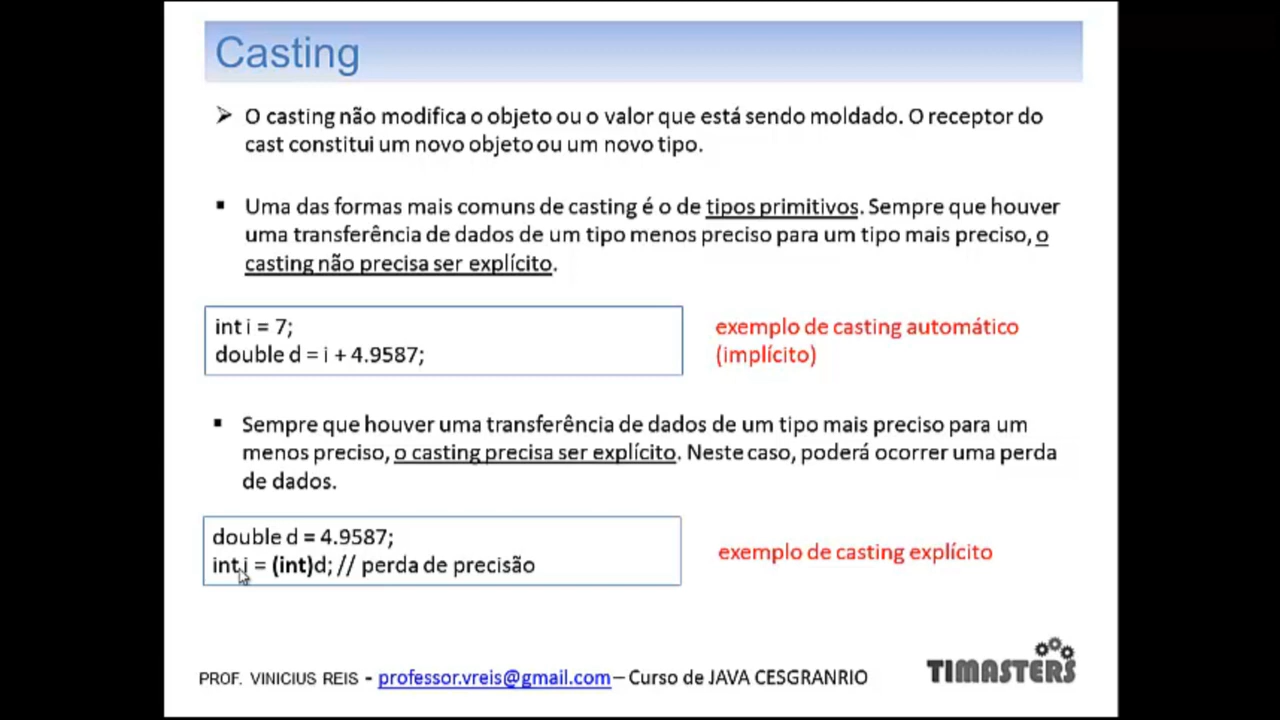 Casting
➢ O casting não modifica o objeto ou o valor que está sendo moldado. O receptor do
cast constitui um novo objeto ou um novo tipo.
▪ Uma das formas mais comuns de casting é o de tipos primitivos. Sempre que houver
uma transferência de dados de um tipo menos preciso para um tipo mais preciso, o
casting não precisa ser explícito.
int i = 7;
double d = i + 4.9587;
exemplo de casting automático
(implícito)
▪ Sempre que houver uma transferência de dados de um tipo mais preciso para um
menos preciso, o casting precisa ser explícito. Neste caso, poderá ocorrer uma perda
de dados.
double d = 4.9587;
int i = (int)d; // perda de precisão
exemplo de casting explícito
PROF. VINICIUS REIS - professor.vreis@gmail.com – Curso de JAVA CESGRANRIO
TIMASTERS